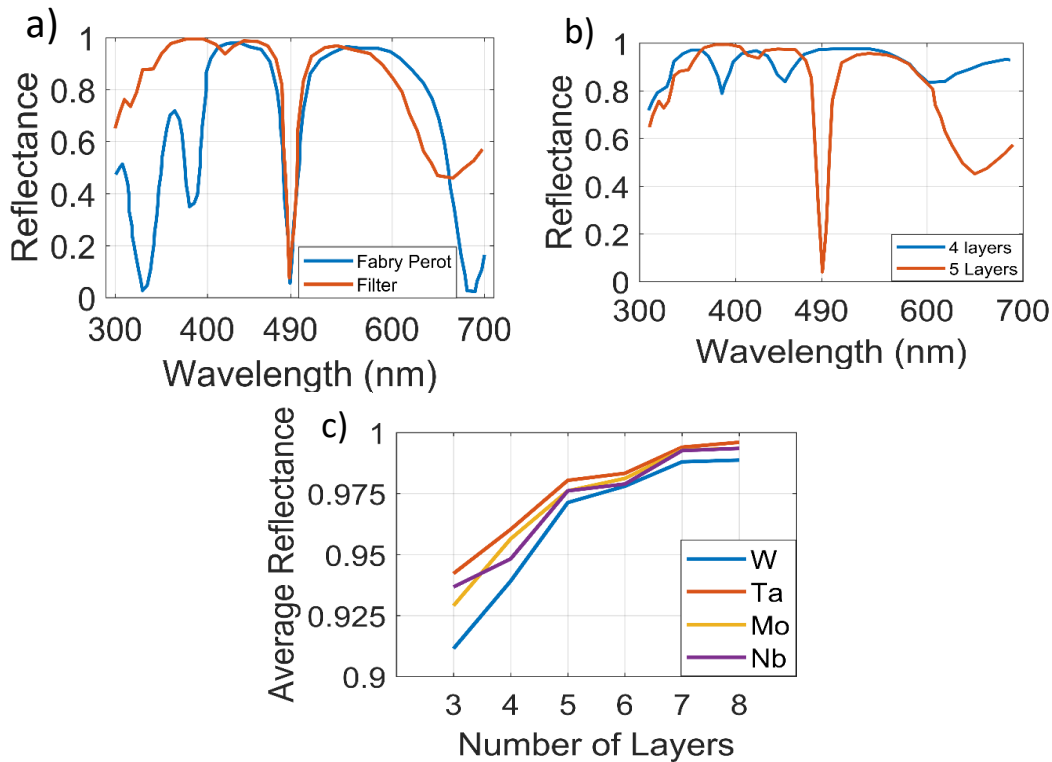 a)
Reflectance
1
0.8
0.6
0.4
0.2
0
300
400
490
600
700
Wavelength (nm)
Fabry Perot
Filter
b)
Reflectance
1
0.8
0.6
0.4
0.2
0
300
400
490
600
700
Wavelength (nm)
4 layers
5 Layers
c)
Average Reflectance
1
0.975
0.95
0.925
0.9
3
4
5
6
7
8
Number of Layers
W
Ta
Mo
Nb